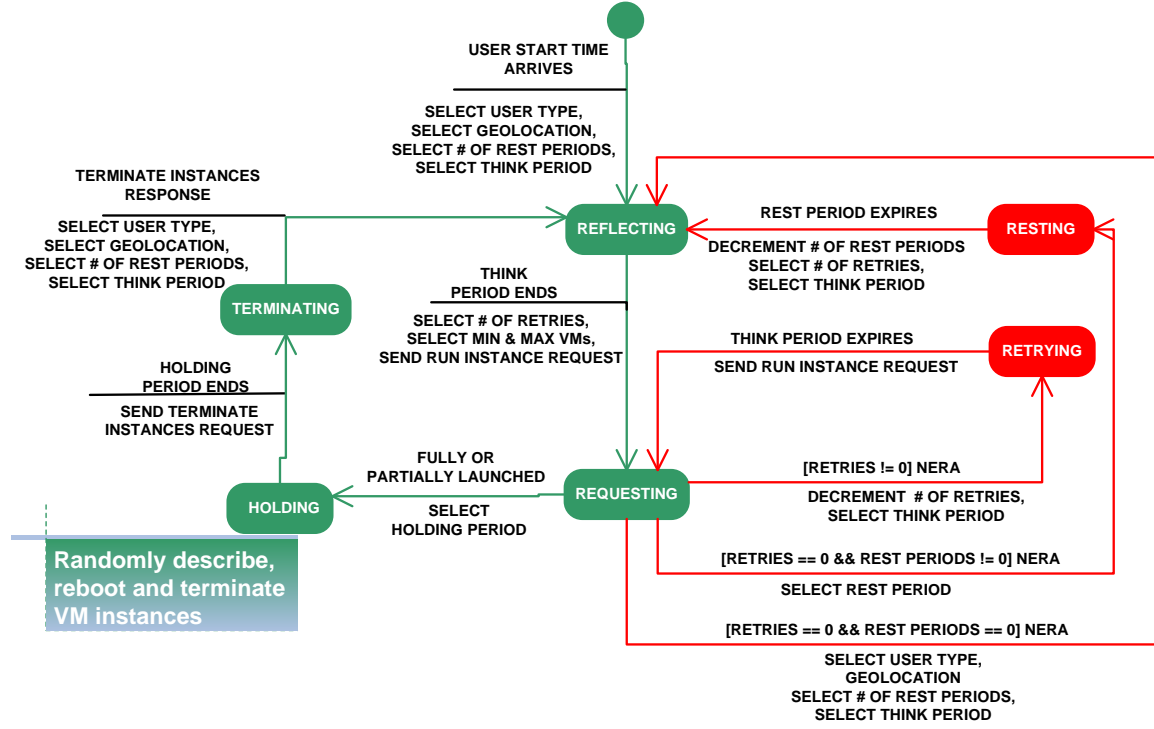 USER START TIME
ARRIVES
SELECT USER TYPE,
SELECT GEOLOCATION,
SELECT # OF REST PERIODS,
SELECT THINK PERIOD
TERMINATE INSTANCES
RESPONSE
SELECT USER TYPE,
SELECT GEOLOCATION,
SELECT # OF REST PERIODS,
SELECT THINK PERIOD
REFLECTING
REST PERIOD EXPIRES
DECREMENT # OF REST PERIODS
SELECT # OF RETRIES,
SELECT THINK PERIOD
RESTING
TERMINATING
THINK
PERIOD ENDS
SELECT # OF RETRIES,
SELECT MIN & MAX VMs,
SEND RUN INSTANCE REQUEST
THINK PERIOD EXPIRES
SEND RUN INSTANCE REQUEST
RETRYING
HOLDING
PERIOD ENDS
SEND TERMINATE
INSTANCES REQUEST
FULLY OR
PARTIALLY LAUNCHED
SELECT
HOLDING PERIOD
HOLDING
REQUESTING
[RETRIES != 0] NERA
DECREMENT # OF RETRIES,
SELECT THINK PERIOD
Randomly describe,
reboot and terminate
VM instances
[RETRIES == 0 && REST PERIODS != 0] NERA
SELECT REST PERIOD
[RETRIES == 0 && REST PERIODS == 0] NERA
SELECT USER TYPE,
GEOLOCATION
SELECT # OF REST PERIODS,
SELECT THINK PERIOD